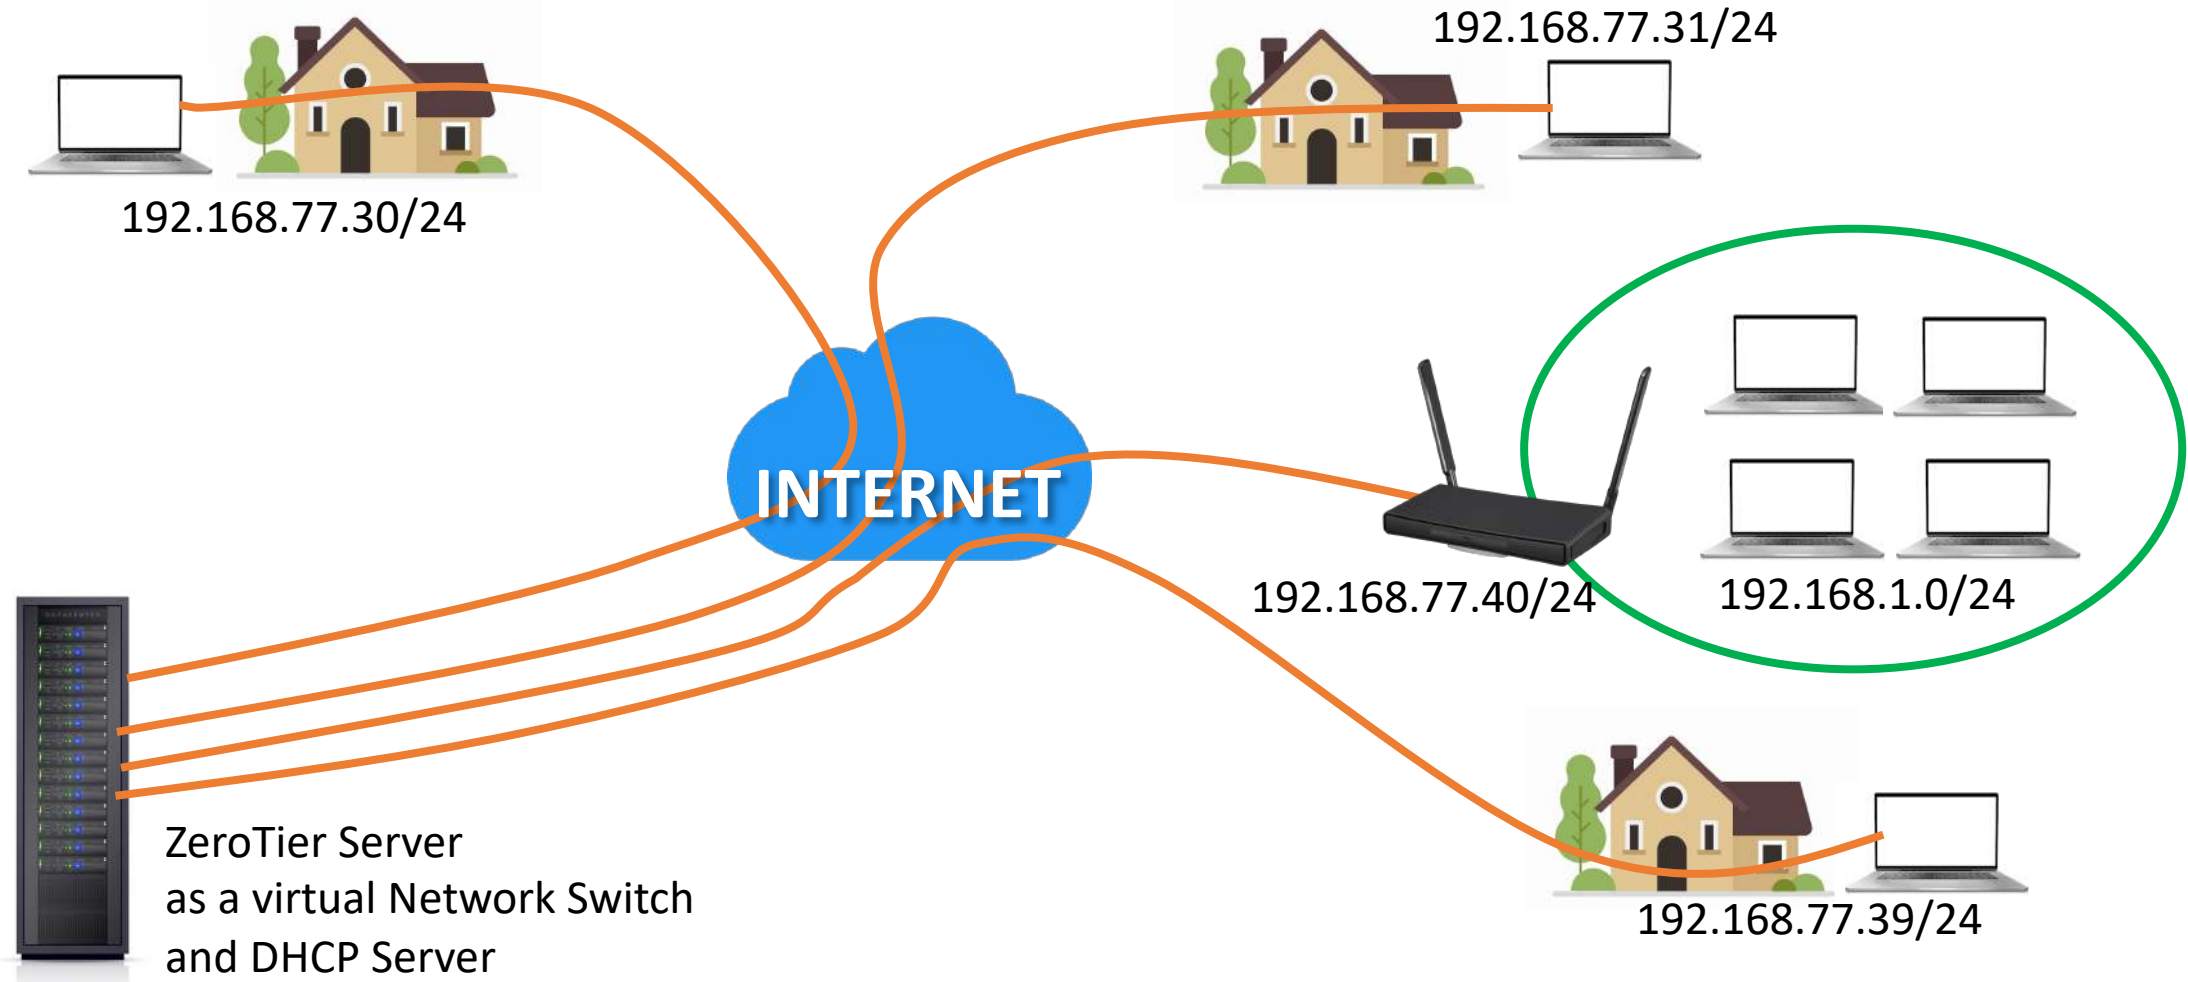 192.168.77.31/24
192.168.77.30/24
INTERNET
192.168.77.40/24
192.168.1.0/24
DATACENTER
ZeroTier Server
as a virtual Network Switch
and DHCP Server
192.168.77.39/24